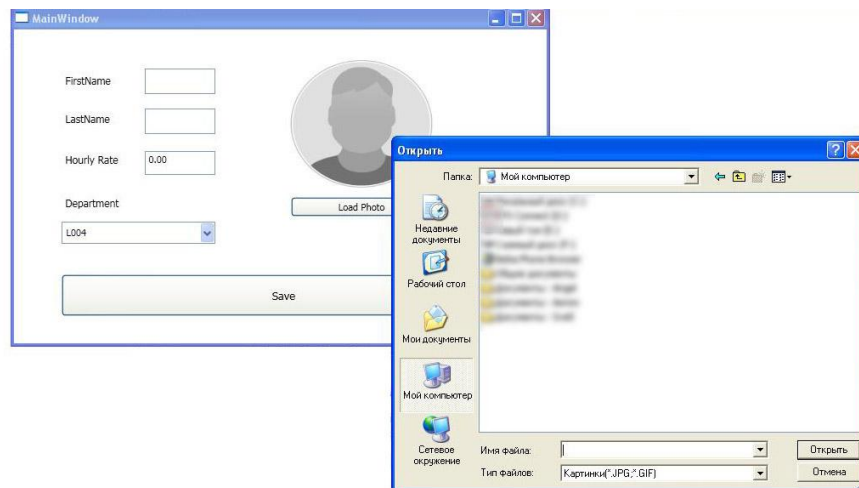 MainWindow
FirstName
LastName
Hourly Rate
0.00
Department
L004
Load Photo
Save
Открыть
Папка:
Мой компьютер
Недавние
документы
Рабочий стол
Мои документы
Мой компьютер
Сетевое
окружение
Имя файла:
Открыть
Тип файлов:
Картинки(*.JPG;*.GIF)
Отмена